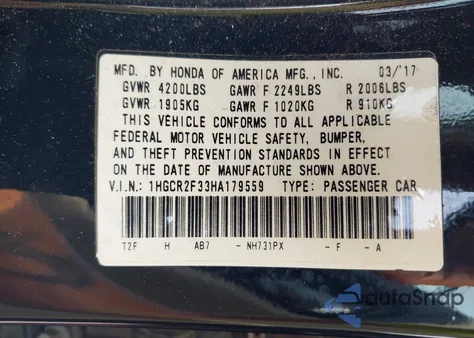 MFD. BY HONDA OF AMERICA MFG., INC. 03/'17
GVWR 4200LBS GAWR F 2249LBS R 2006LBS
GVWR 1905KG GAWR F 1020KG R 910KG
THIS VEHICLE CONFORMS TO ALL APPLICABLE
FEDERAL MOTOR VEHICLE SAFETY, BUMPER,
AND THEFT PREVENTION STANDARDS IN EFFECT
ON THE DATE OF MANUFACTURE SHOWN ABOVE.
V.I.N: 1HGCR2F33HA179559 TYPE: PASSENGER CAR
T2F H AB7 - NH731PX - F - A
AutaSnap